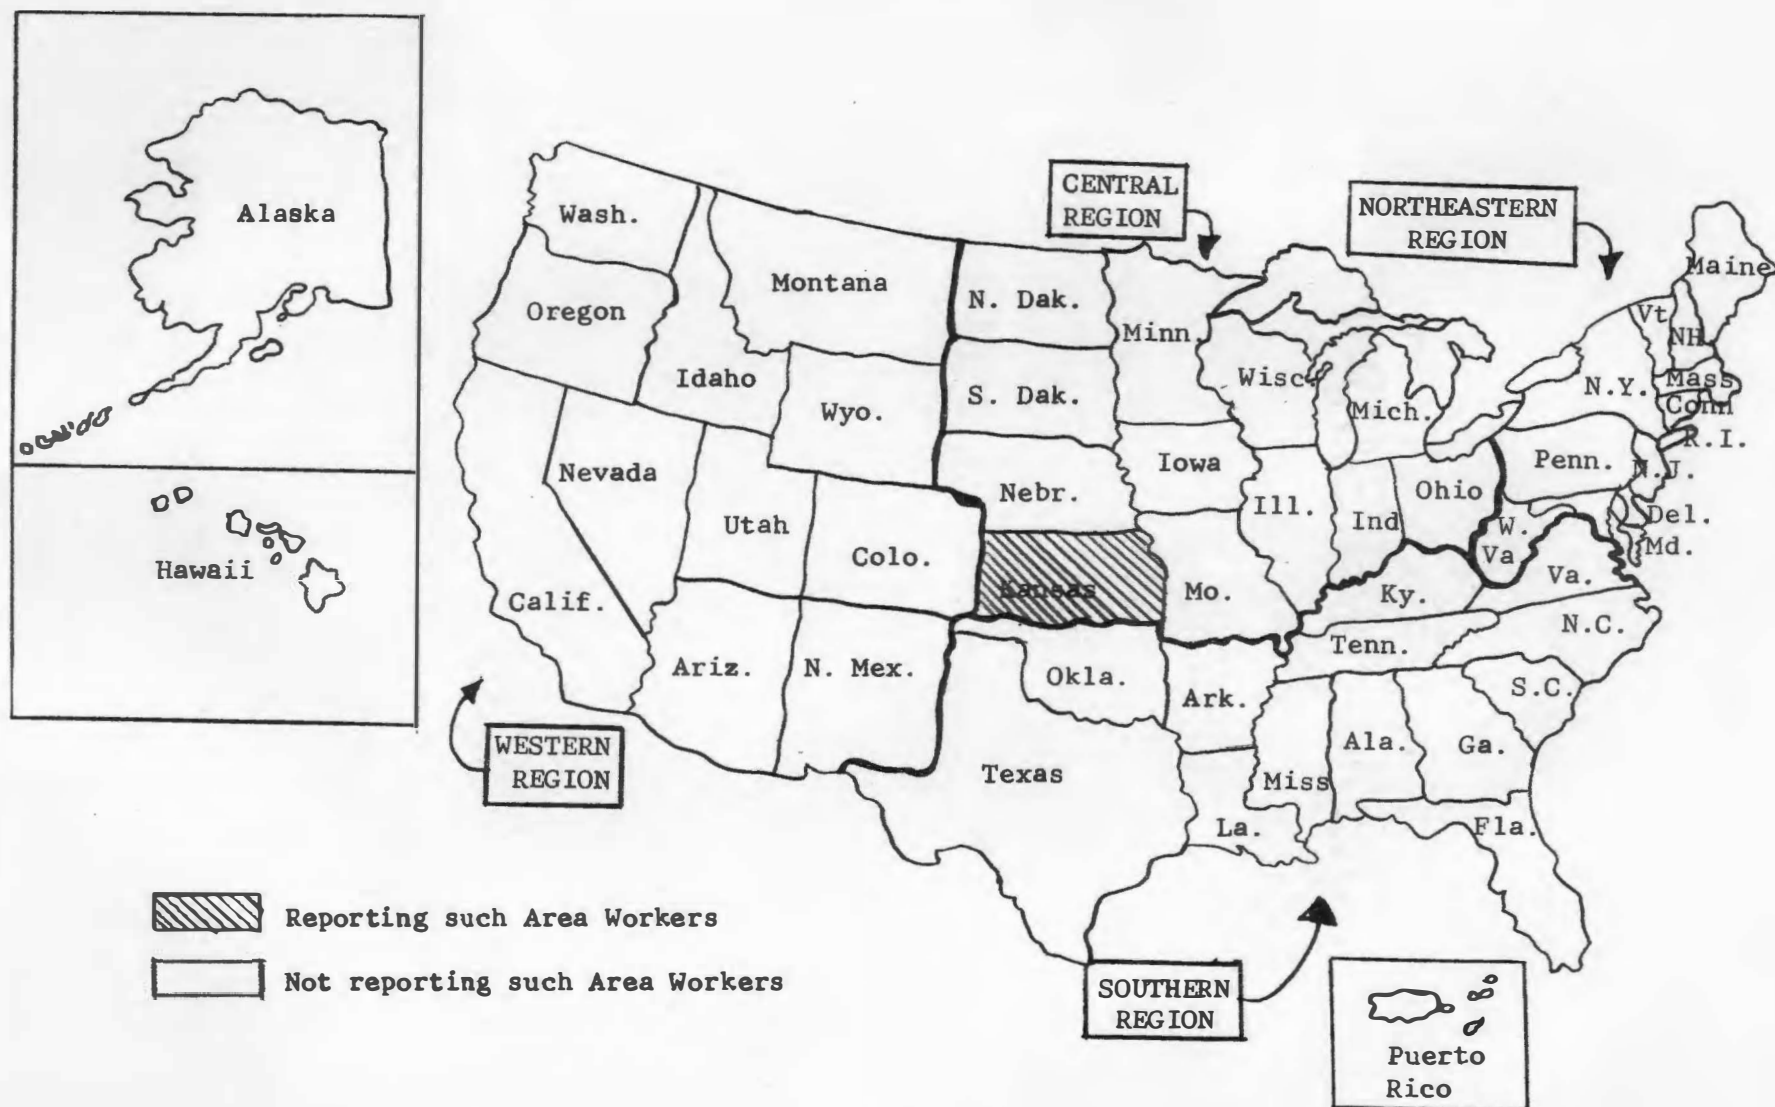 Alaska
Hawaii
CENTRAL
REGION
NORTHEASTERN
REGION
WESTERN
REGION
SOUTHERN
REGION
Wash.
Oregon
Montana
Idaho
Wyo.
Nevada
Utah
Colo.
Calif.
Ariz.
N. Mex.
N. Dak.
S. Dak.
Nebr.
Kansas
Minn.
Iowa
Mo.
Wisc.
Ill.
Mich.
Ind
Ohio
Maine
Vt
NH
Mass
Conn
R.I.
N.Y.
Penn.
N.J.
Del.
Md.
W.
Va
Va.
Ky.
Tenn.
N.C.
S.C.
Okla.
Ark.
Texas
La.
Miss
Ala.
Ga.
Fla.
Puerto
Rico
Reporting such Area Workers
Not reporting such Area Workers